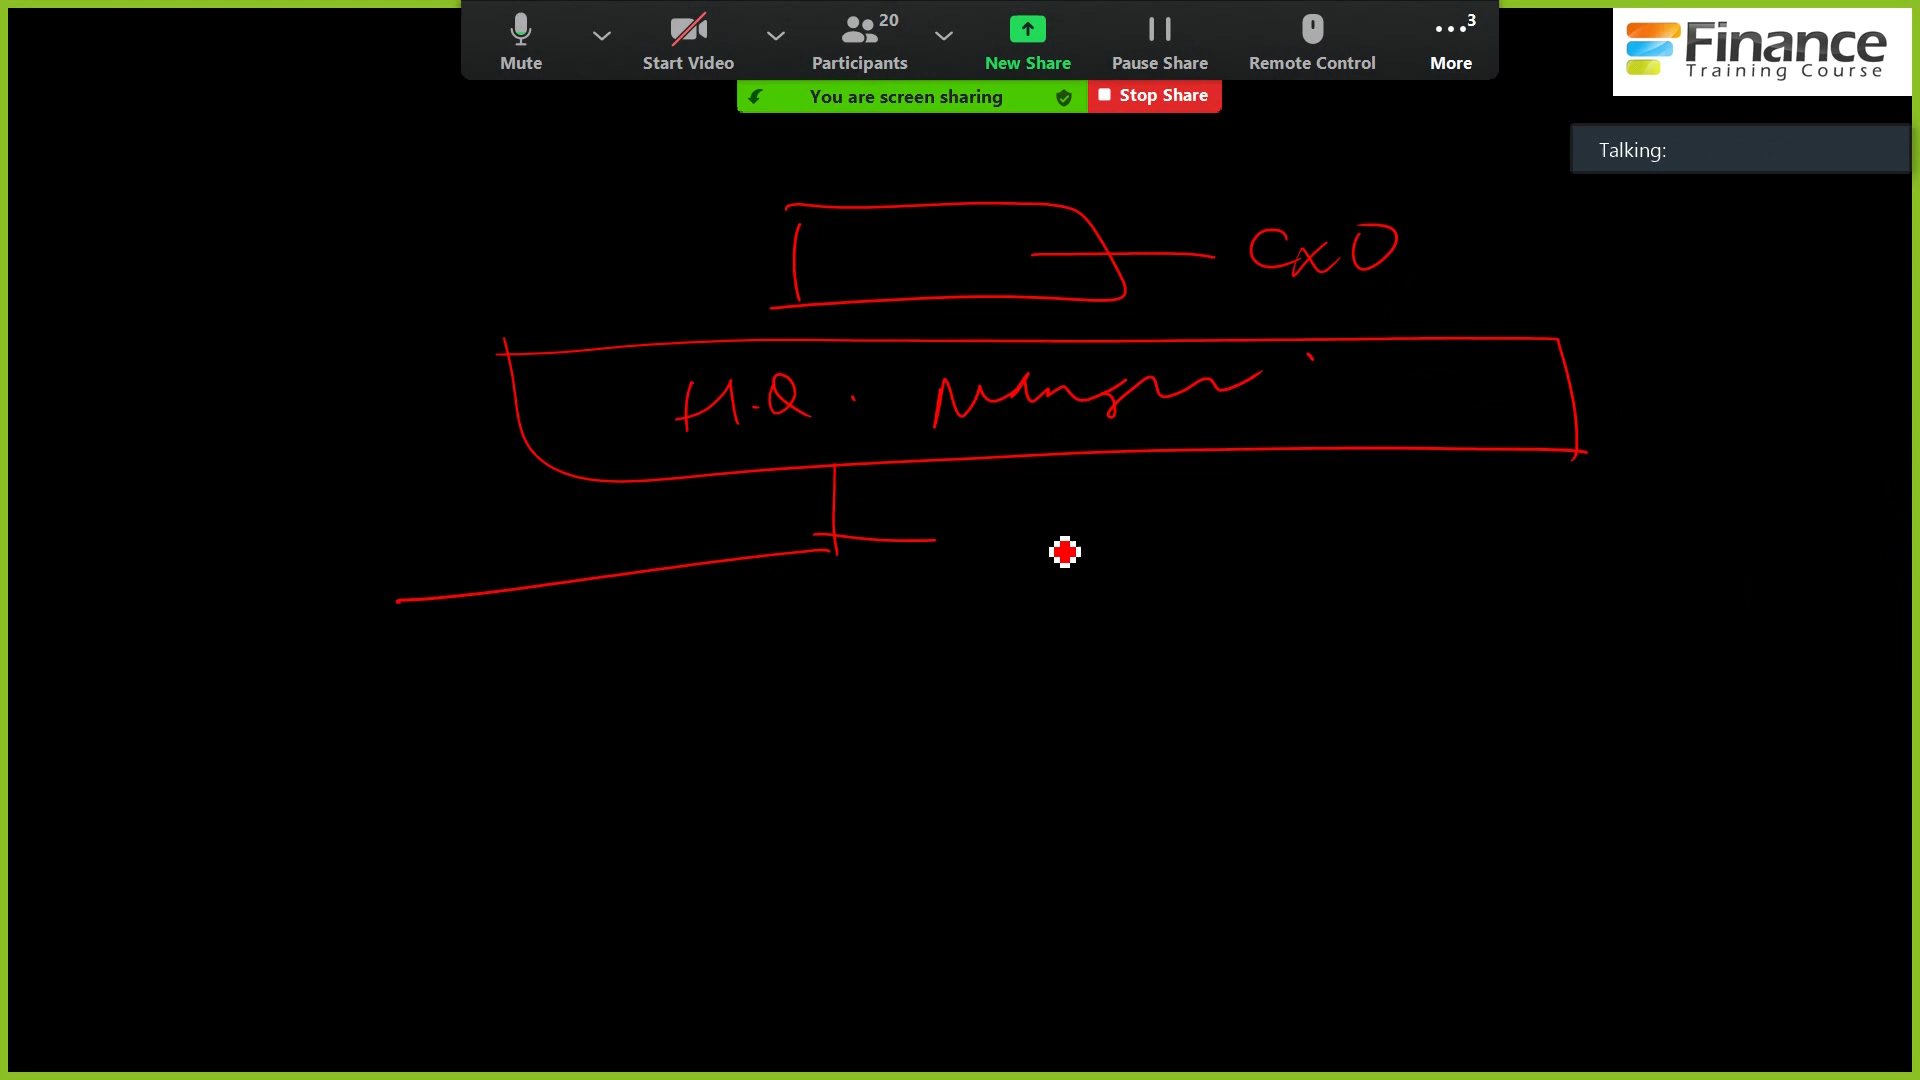 20
3
Mute
Start Video
Participants
New Share
Pause Share
Remote Control
More
Finance
Training Course
You are screen sharing
Stop Share
Talking:
CxO
H.Q.